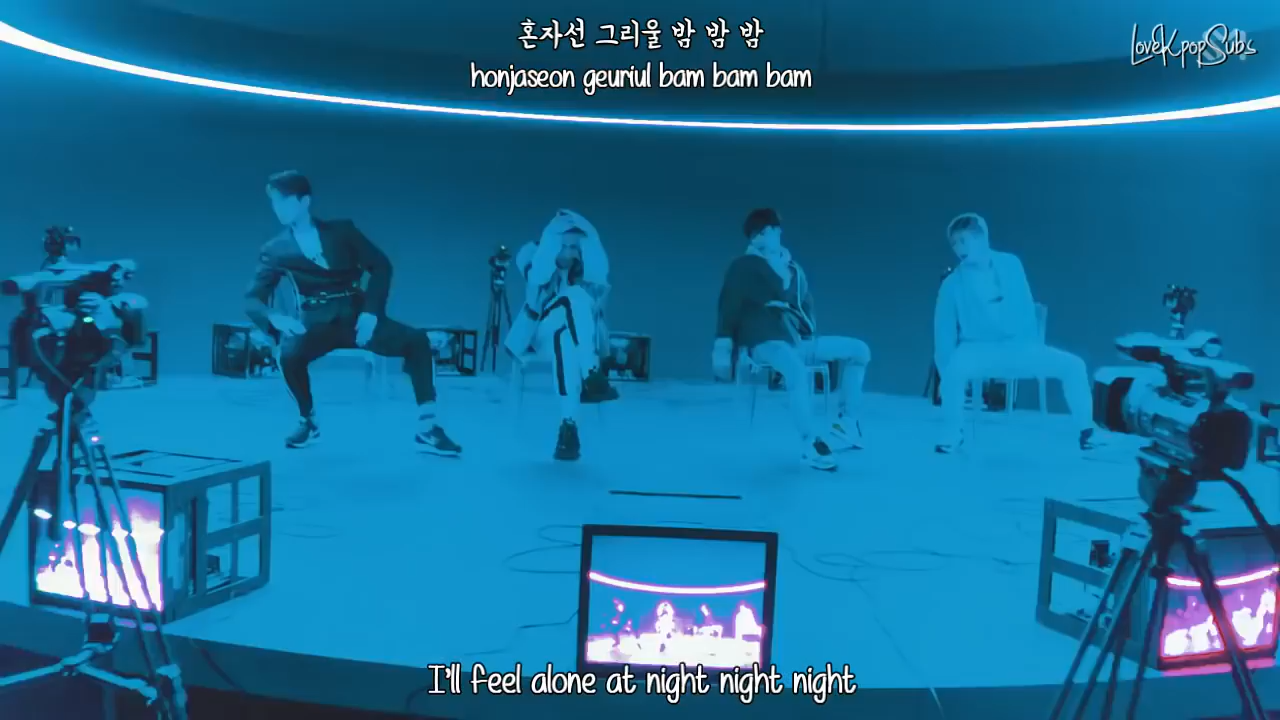 혼자선 그리울 밤 밤 밤
LoveKpopSubs
honjaseon geuriul bam bam bam
I'll feel alone at night night night